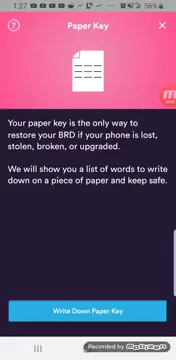 1:27
56%
Paper Key
Your paper key is the only way to
restore your BRD if your phone is lost,
stolen, broken, or upgraded.
We will show you a list of words to write
down on a piece of paper and keep safe.
Write Down Paper Key
Recorded by